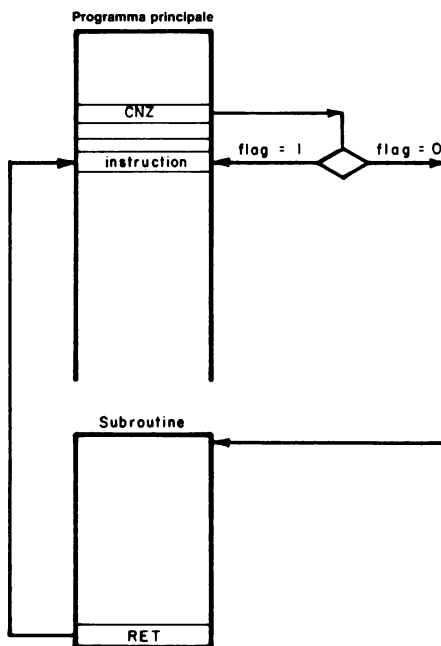 Programma principale
CNZ
flag = 1
flag = 0
instruction
Subroutine
RET